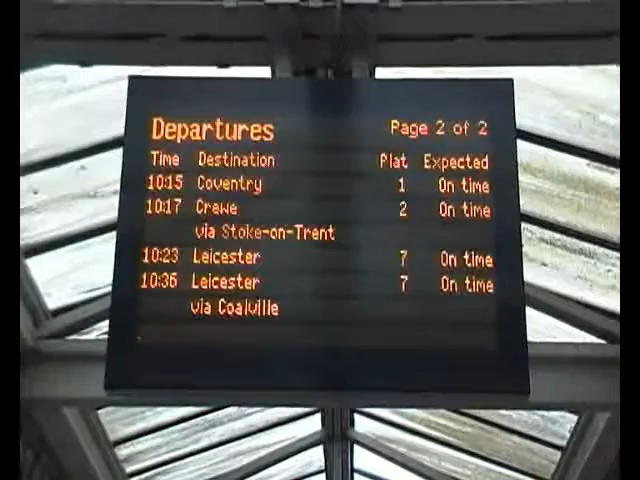 Departures Page 2 of 2
Time Destination Plat Expected
10:15 Coventry 1 On time
10:17 Crewe 2 On time
via Stoke-on-Trent
10:23 Leicester 7 On time
10:36 Leicester 7 On time
via Coalville